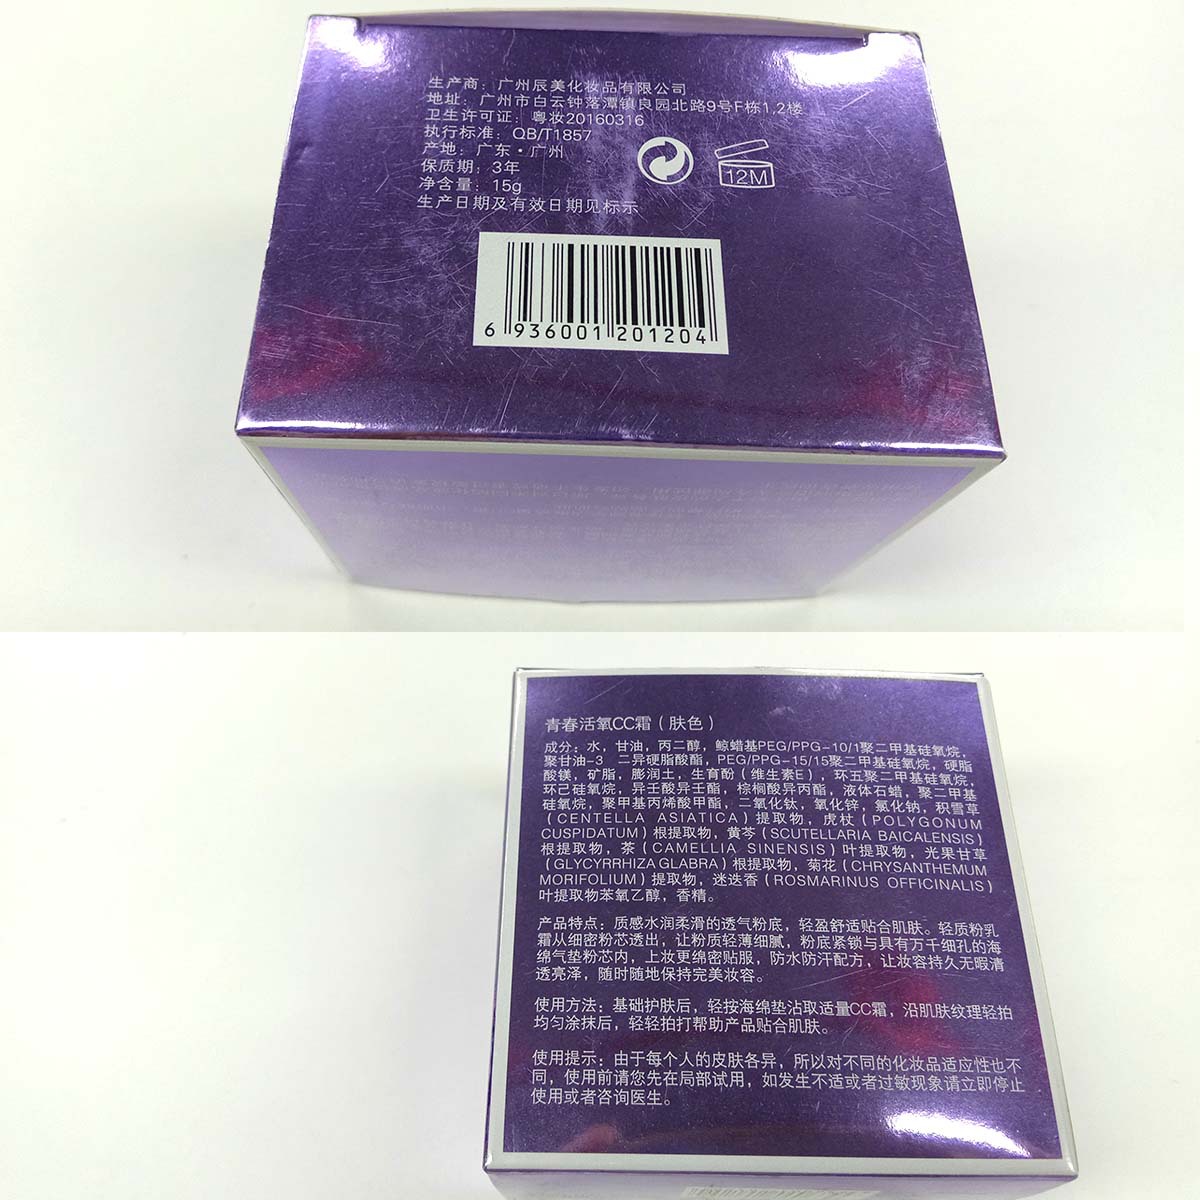 生产商：广州辰美化妆品有限公司
地址：广州市白云钟落潭镇良园北路9号F栋1,2楼
卫生许可证：粤妆20160316
执行标准：QB/T1857
产地：广东·广州
保质期：3年
净含量：15g
生产日期及有效日期见标示
12M
6 936001 201204
青春活氧CC霜（肤色）
成分：水，甘油，丙二醇，鲸蜡基PEG/PPG-10/1聚二甲基硅氧烷，
聚甘油-3 二异硬脂酸酯，PEG/PPG-15/15聚二甲基硅氧烷，硬脂
酸镁，矿脂，膨润土，生育酚（维生素E），环五聚二甲基硅氧烷，
环己硅氧烷，异壬酸异壬酯，棕榈酸异丙酯，液体石蜡，聚二甲基
硅氧烷，聚甲基丙烯酸甲酯，二氧化钛，氧化锌，氯化钠，积雪草
（CENTELLA ASIATICA）提取物，虎杖（POLYGONUM
CUSPIDATUM）根提取物，黄芩（SCUTELLARIA BAICALENSIS）
根提取物，茶（CAMELLIA SINENSIS）叶提取物，光果甘草
（GLYCYRRHIZA GLABRA）根提取物，菊花（CHRYSANTHEMUM
MORIFOLIUM）提取物，迷迭香（ROSMARINUS OFFICINALIS）
叶提取物苯氧乙醇，香精。
产品特点：质感水润柔滑的透气粉底，轻盈舒适贴合肌肤。轻质粉乳
霜从细密粉芯透出，让粉质轻薄细腻，粉底紧锁与具有万千细孔的海
绵气垫粉芯内，上妆更绵密贴服，防水防汗配方，让妆容持久无暇清
透亮泽，随时随地保持完美妆容。
使用方法：基础护肤后，轻按海绵垫沾取适量CC霜，沿肌肤纹理轻拍
均匀涂抹后，轻轻拍打帮助产品贴合肌肤。
使用提示：由于每个人的皮肤各异，所以对不同的化妆品适应性也不
同，使用前请您先在局部试用，如发生不适或者过敏现象请立即停止
使用或者咨询医生。